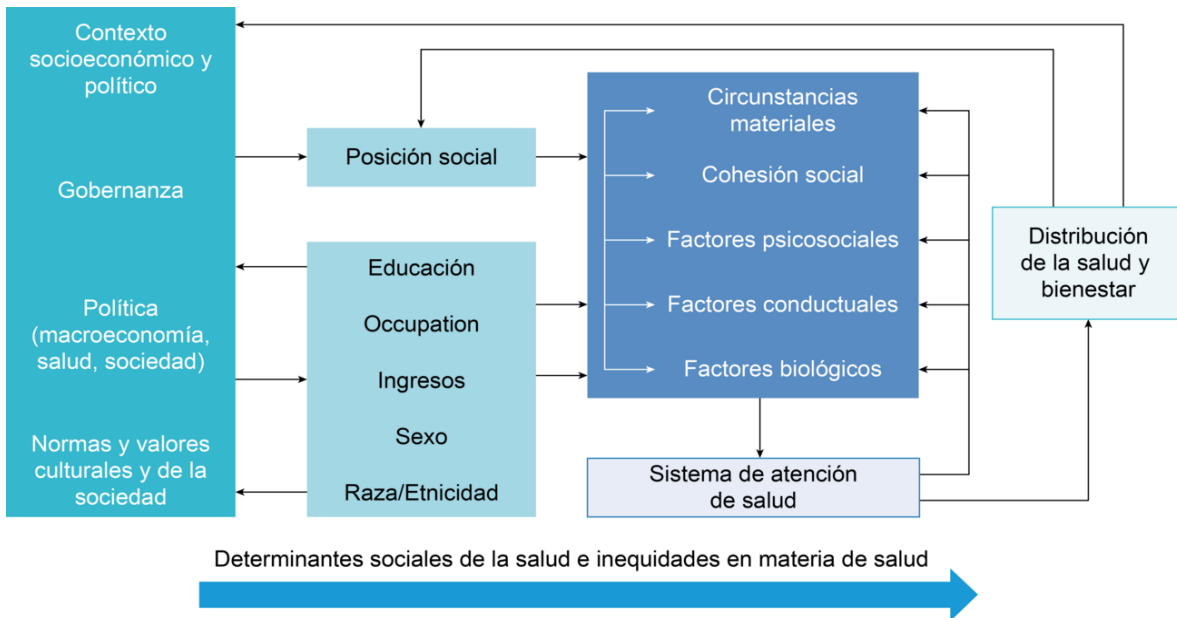 Contexto
socioeconómico y
político
Gobernanza
Política
(macroeconomía,
salud, sociedad)
Normas y valores
culturales y de la
sociedad
Posición social
Educación
Occupation
Ingresos
Sexo
Raza/Etnicidad
Circunstancias
materiales
Cohesión social
Factores psicosociales
Factores conductuales
Factores biológicos
Sistema de atención
de salud
Distribución
de la salud y
bienestar
Determinantes sociales de la salud e inequidades en materia de salud